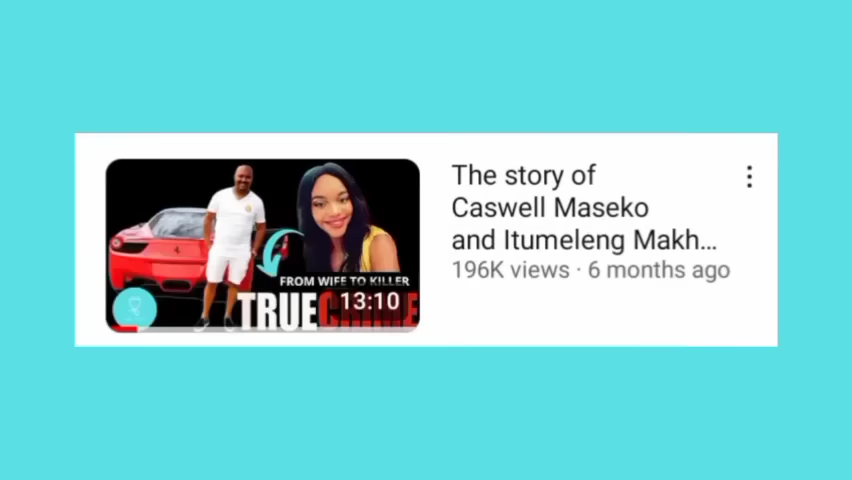 FROM WIFE TO KILLER
TRUE CRIME
13:10
The story of
Caswell Maseko
and Itumeleng Makh...
196K views · 6 months ago